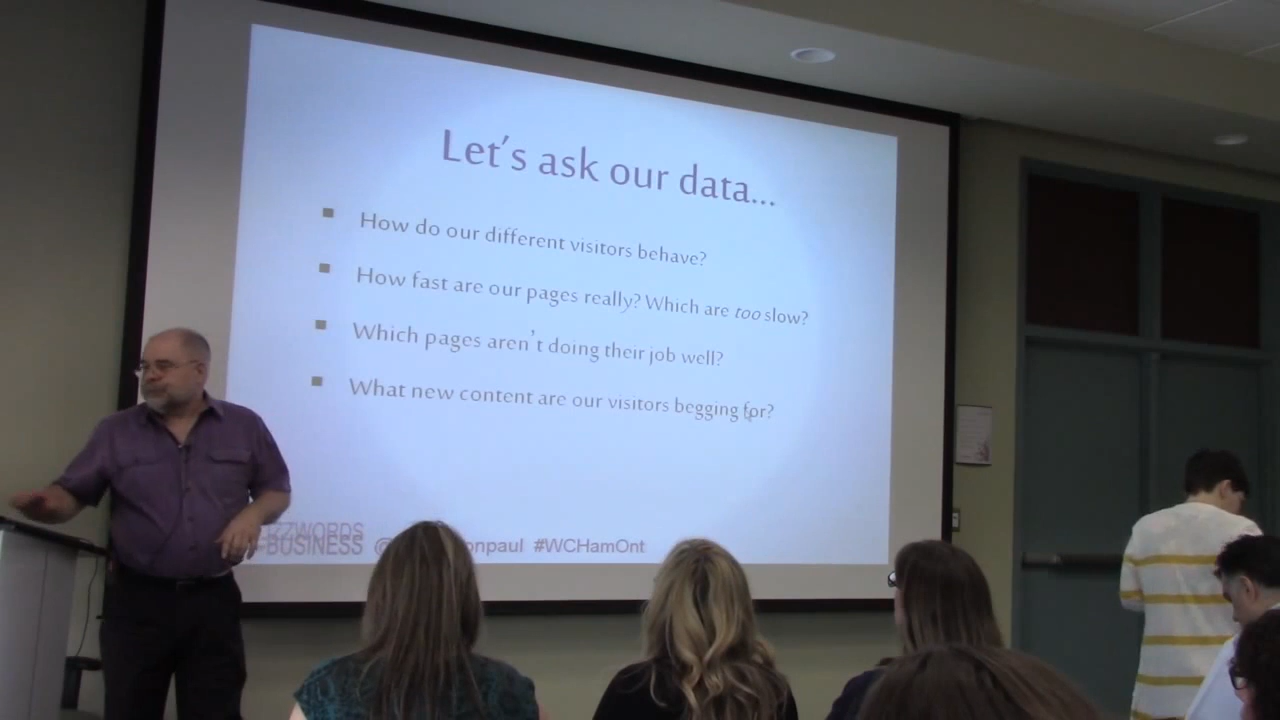 Let's ask our data...
How do our different visitors behave?
How fast are our pages really? Which are too slow?
Which pages aren't doing their job well?
What new content are our visitors begging for?
BUSINESS #WCHamOnt